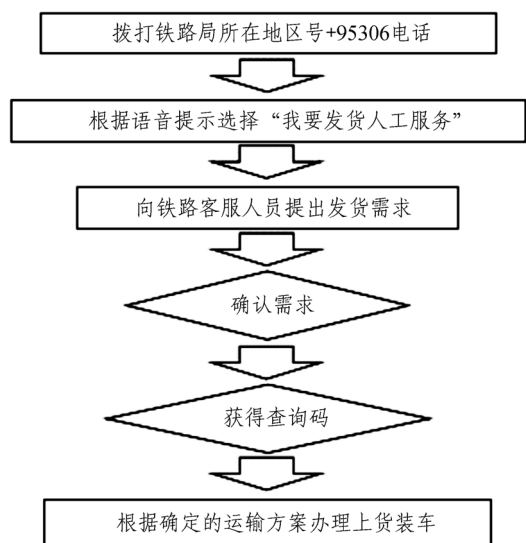 拨打铁路局所在地区号+95306电话
根据语音提示选择“我要发货人工服务”
向铁路客服人员提出发货需求
确认需求
获得查询码
根据确定的运输方案办理上货装车